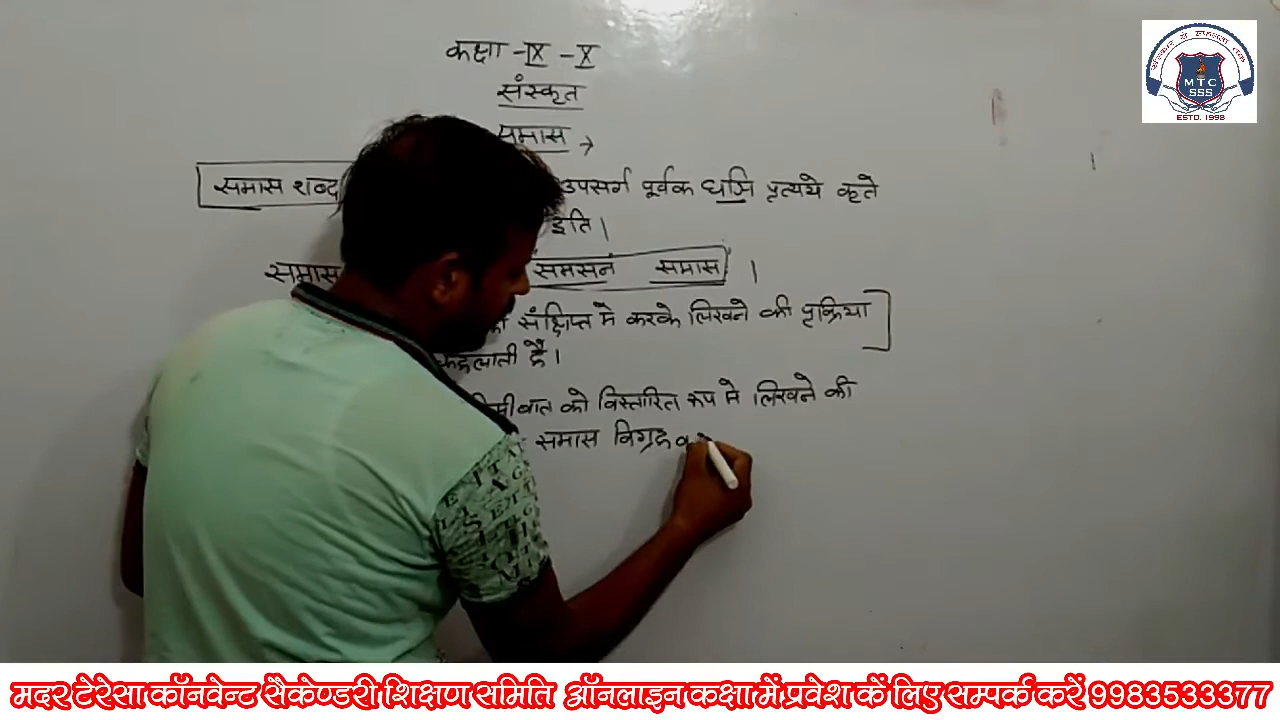 कक्षा - IX - X
संस्कृत
समास →
समास शब्द उपसर्ग पूर्वक घञि प्रत्यये कृते
इति।
समास समसनं समास।
संक्षिप्त मे करके लिखने की प्रक्रिया
कहलाती है।
बात को विस्तारित रूप मे लिखने की
समास विग्रह
संस्कार से सफलता तक
MTC
SSS
ESTD. 1998
मदर टेरेसा कॉनवेन्ट सैकेण्डरी शिक्षण समिति ऑनलाइन कक्षा में प्रवेश कें लिए सम्पर्क करें 9983533377